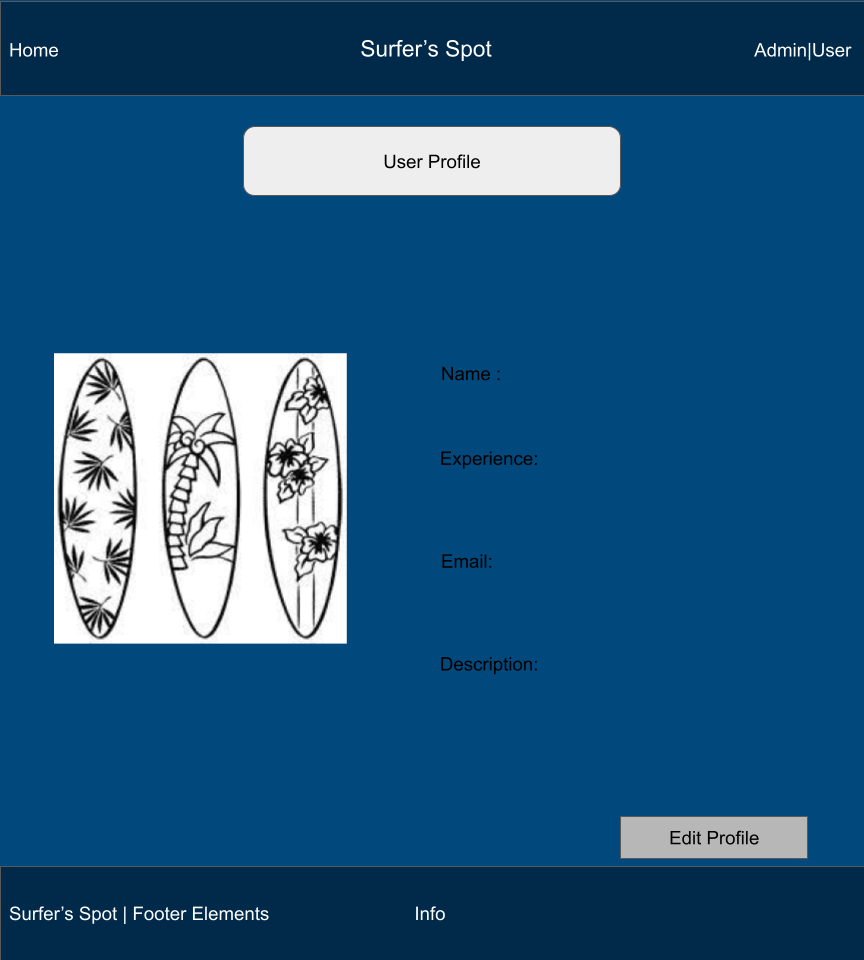 Home
Surfer’s Spot
Admin|User
User Profile
Name :
Experience:
Email:
Description:
Edit Profile
Surfer’s Spot | Footer Elements
Info